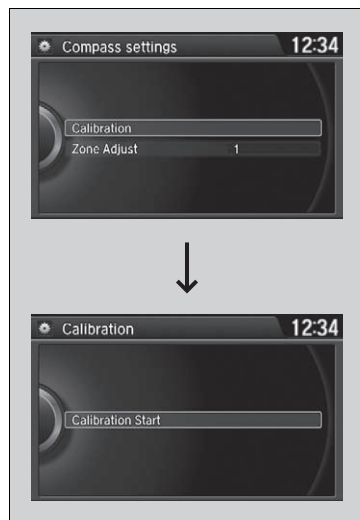 Compass settings 12:34
Calibration
Zone Adjust 1
Calibration 12:34
Calibration Start